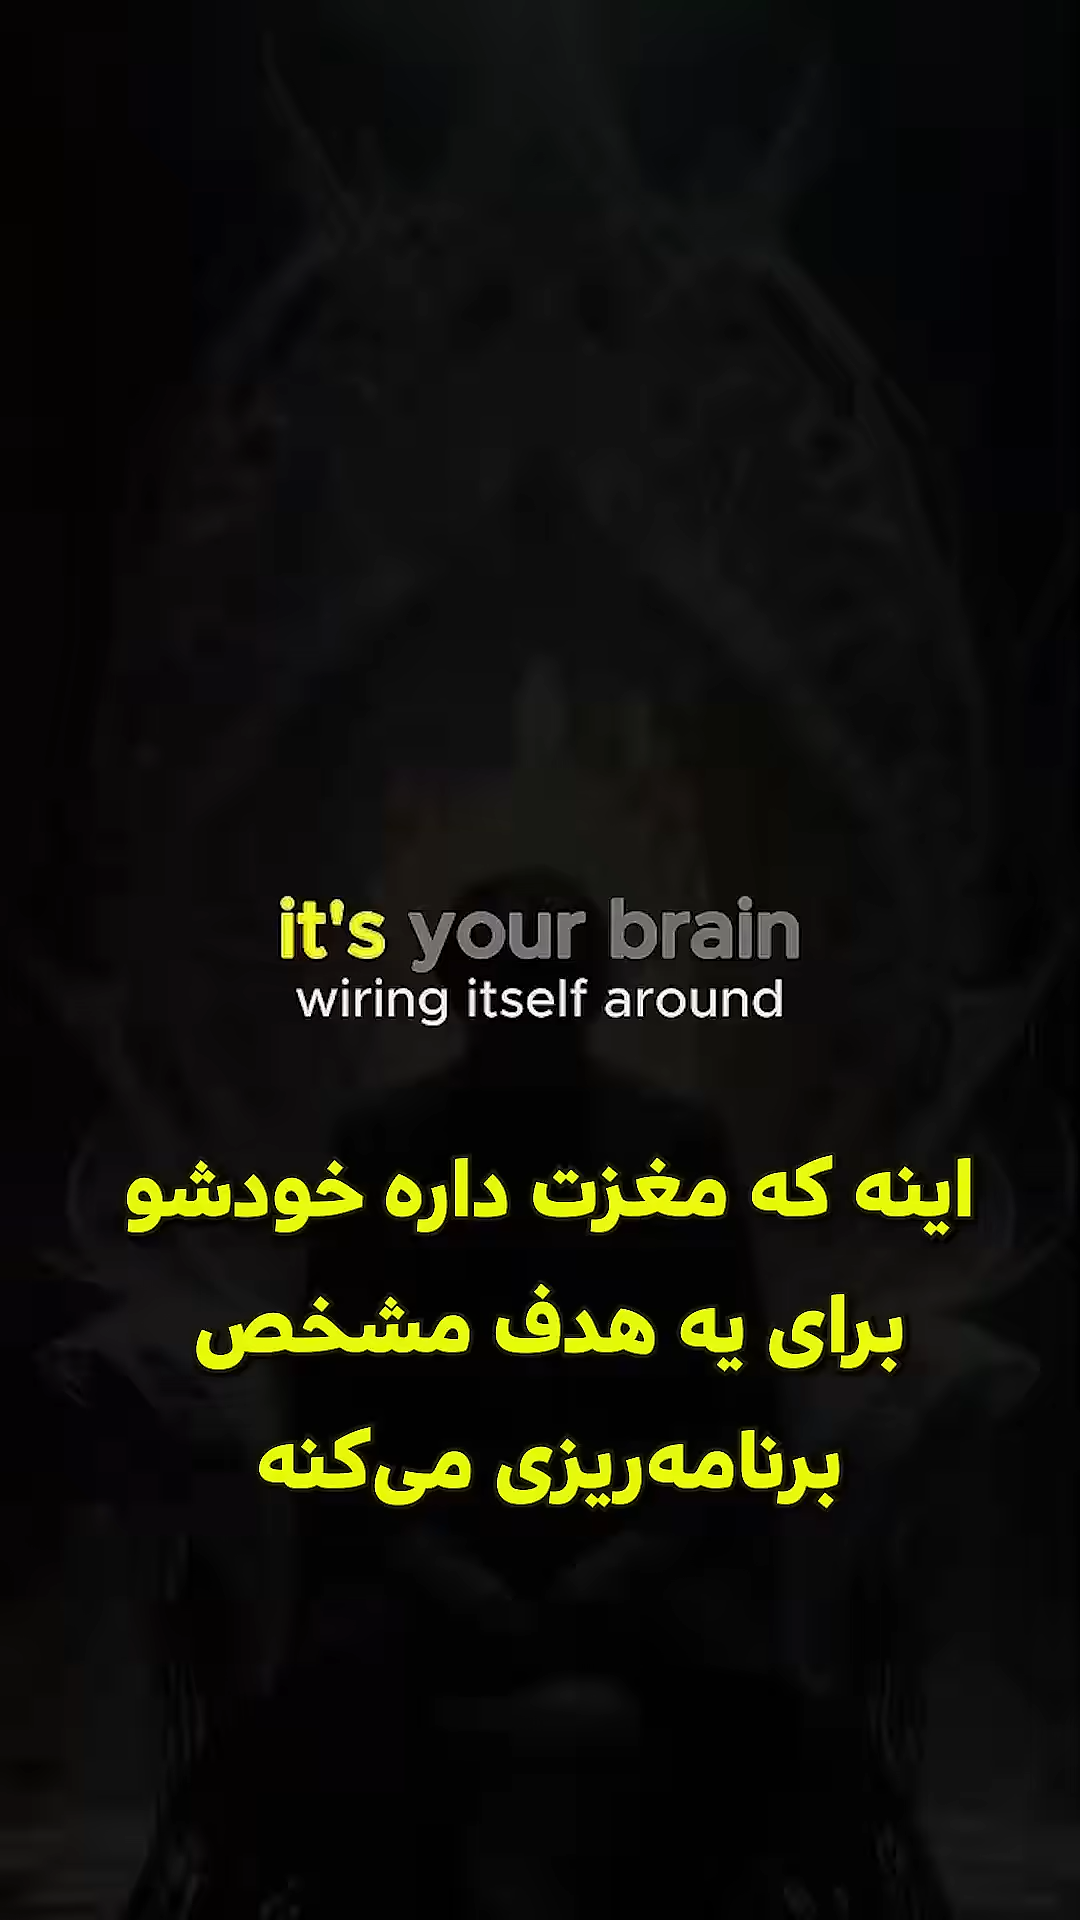 it's your brain
wiring itself around
اینه که مغزت داره خودشو
برای یه هدف مشخص
برنامه‌ریزی می‌کنه